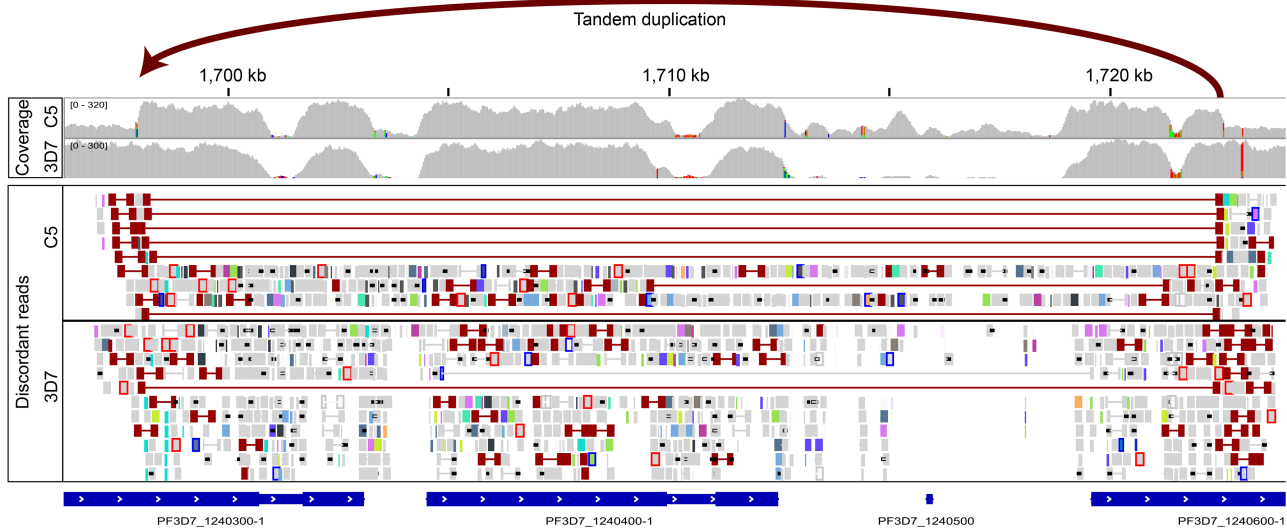 Tandem duplication
1,700 kb
1,710 kb
1,720 kb
Coverage
C5
[0 - 320]
3D7
[0 - 300]
Discordant reads
C5
3D7
PF3D7_1240300-1
PF3D7_1240400-1
PF3D7_1240500
PF3D7_1240600-1